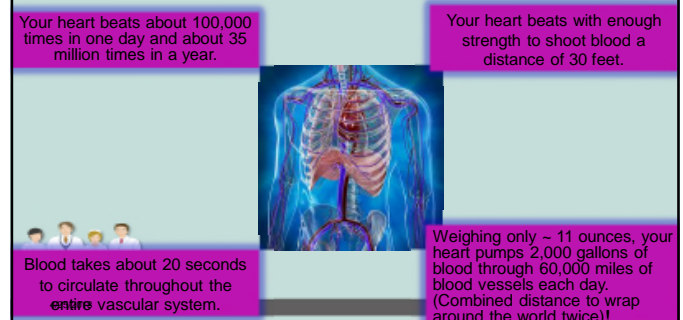 Your heart beats about 100,000
times in one day and about 35
million times in a year.
Your heart beats with enough
strength to shoot blood a
distance of 30 feet.
Blood takes about 20 seconds
to circulate throughout the
entire vascular system.
Weighing only ~ 11 ounces, your
heart pumps 2,000 gallons of
blood through 60,000 miles of
blood vessels each day.
(Combined distance to wrap
around the world twice)!